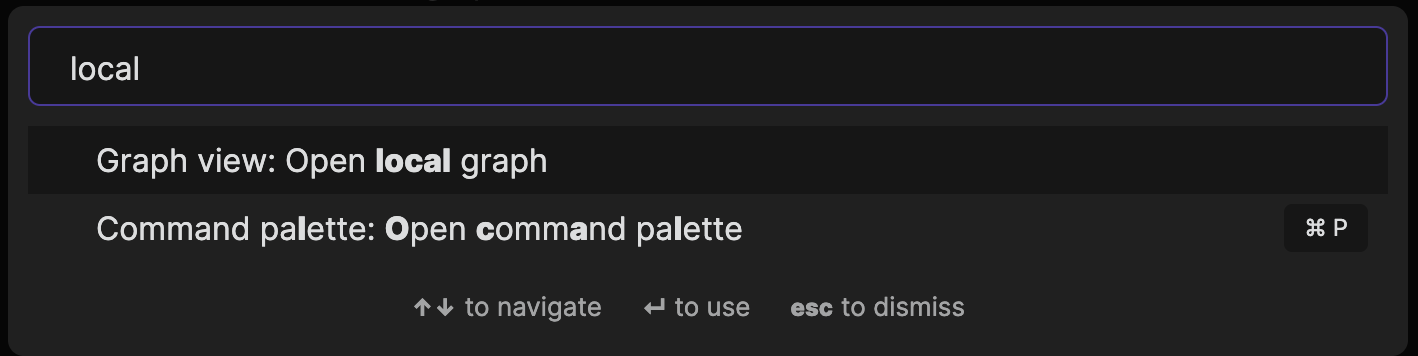 local
Graph view: Open local graph
Command palette: Open command palette ⌘ P
↑↓ to navigate ↵ to use esc to dismiss